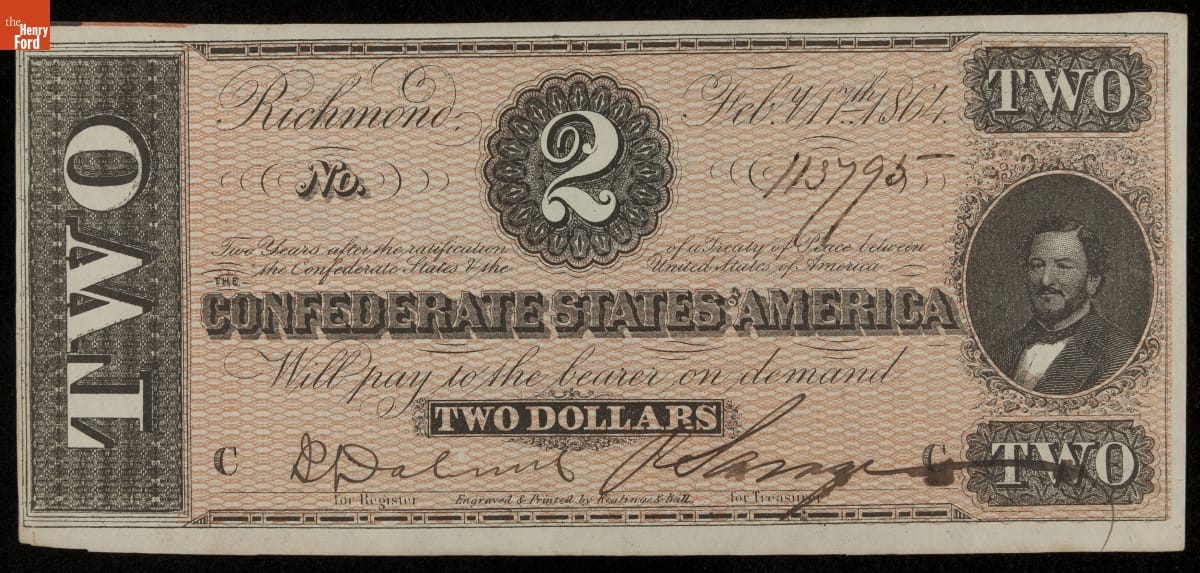 the Henry Ford
Richmond, Feb.y 17th 1864.
TWO
2
TWO
No. 113795
Two Years after the ratification of a Treaty of Peace between
the Confederate States & the United States of America
THE
CONFEDERATE STATES OF AMERICA
Will pay to the bearer on demand
TWO DOLLARS
C
C
TWO
for Register
Engraved & Printed by Keatinge & Ball.
for Treasurer